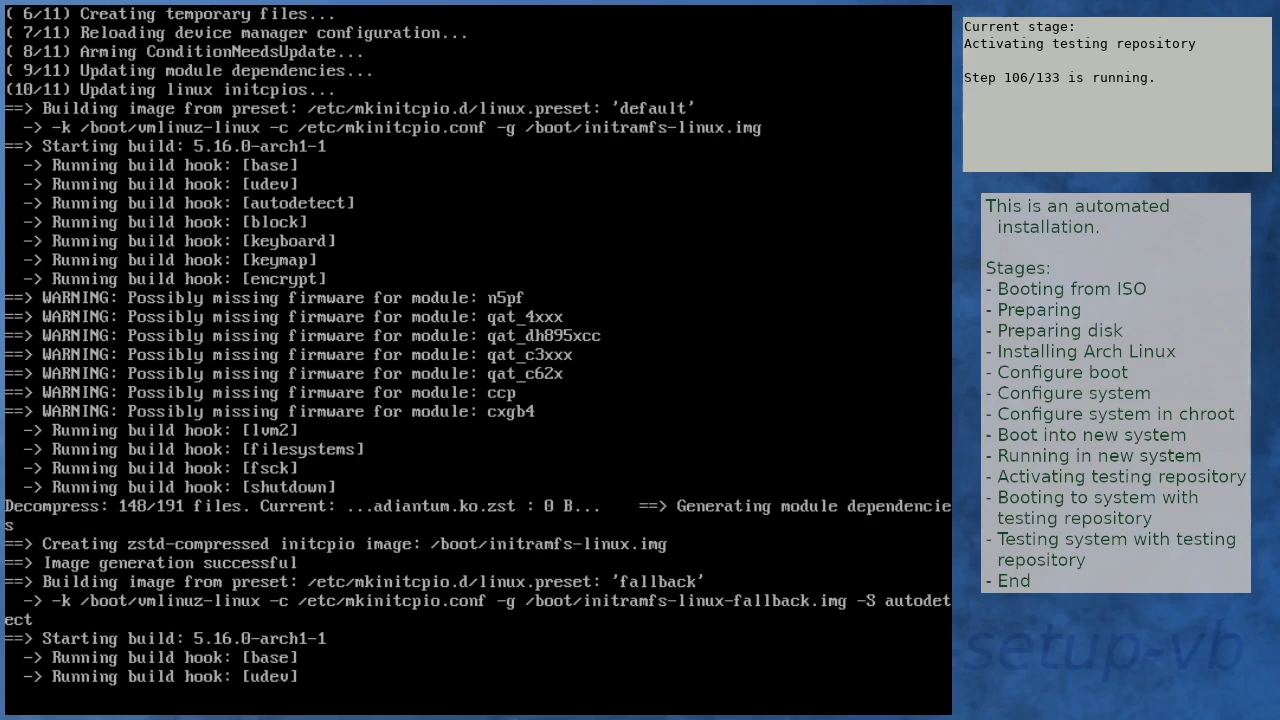 ( 6/11) Creating temporary files...
( 7/11) Reloading device manager configuration...
( 8/11) Arming ConditionNeedsUpdate...
( 9/11) Updating module dependencies...
(10/11) Updating linux initcpios...
==> Building image from preset: /etc/mkinitcpio.d/linux.preset: 'default'
  -> -k /boot/vmlinuz-linux -c /etc/mkinitcpio.conf -g /boot/initramfs-linux.img
==> Starting build: 5.16.0-arch1-1
  -> Running build hook: [base]
  -> Running build hook: [udev]
  -> Running build hook: [autodetect]
  -> Running build hook: [block]
  -> Running build hook: [keyboard]
  -> Running build hook: [keymap]
  -> Running build hook: [encrypt]
==> WARNING: Possibly missing firmware for module: n5pf
==> WARNING: Possibly missing firmware for module: qat_4xxx
==> WARNING: Possibly missing firmware for module: qat_dh895xcc
==> WARNING: Possibly missing firmware for module: qat_c3xxx
==> WARNING: Possibly missing firmware for module: qat_c62x
==> WARNING: Possibly missing firmware for module: ccp
==> WARNING: Possibly missing firmware for module: cxgb4
  -> Running build hook: [lvm2]
  -> Running build hook: [filesystems]
  -> Running build hook: [fsck]
  -> Running build hook: [shutdown]
Decompress: 148/191 files. Current: ...adiantum.ko.zst : 0 B...    ==> Generating module dependencie
s
==> Creating zstd-compressed initcpio image: /boot/initramfs-linux.img
==> Image generation successful
==> Building image from preset: /etc/mkinitcpio.d/linux.preset: 'fallback'
  -> -k /boot/vmlinuz-linux -c /etc/mkinitcpio.conf -g /boot/initramfs-linux-fallback.img -S autodet
ect
==> Starting build: 5.16.0-arch1-1
  -> Running build hook: [base]
  -> Running build hook: [udev]
Current stage:
Activating testing repository
Step 106/133 is running.
This is an automated
installation.
Stages:
- Booting from ISO
- Preparing
- Preparing disk
- Installing Arch Linux
- Configure boot
- Configure system
- Configure system in chroot
- Boot into new system
- Running in new system
- Activating testing repository
- Booting to system with
testing repository
- Testing system with testing
repository
- End
setup-vb